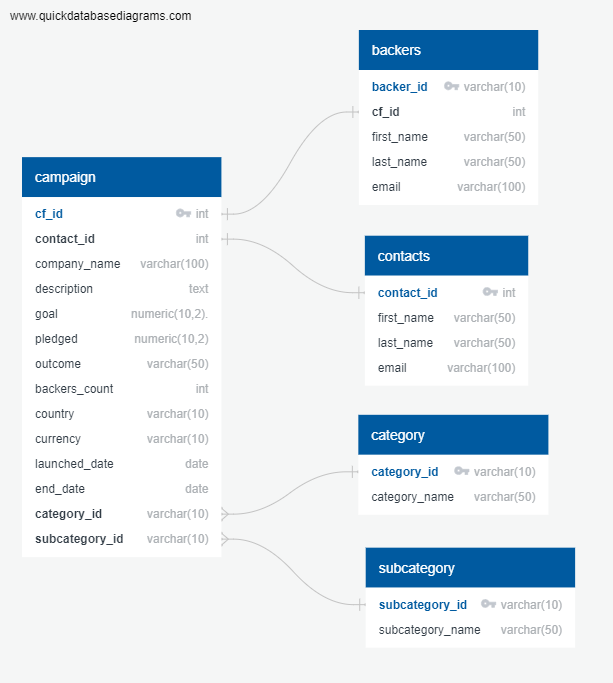 www.quickdatabasediagrams.com
campaign
cf_id int
contact_id int
company_name varchar(100)
description text
goal numeric(10,2).
pledged numeric(10,2)
outcome varchar(50)
backers_count int
country varchar(10)
currency varchar(10)
launched_date date
end_date date
category_id varchar(10)
subcategory_id varchar(10)
backers
backer_id varchar(10)
cf_id int
first_name varchar(50)
last_name varchar(50)
email varchar(100)
contacts
contact_id int
first_name varchar(50)
last_name varchar(50)
email varchar(100)
category
category_id varchar(10)
category_name varchar(50)
subcategory
subcategory_id varchar(10)
subcategory_name varchar(50)